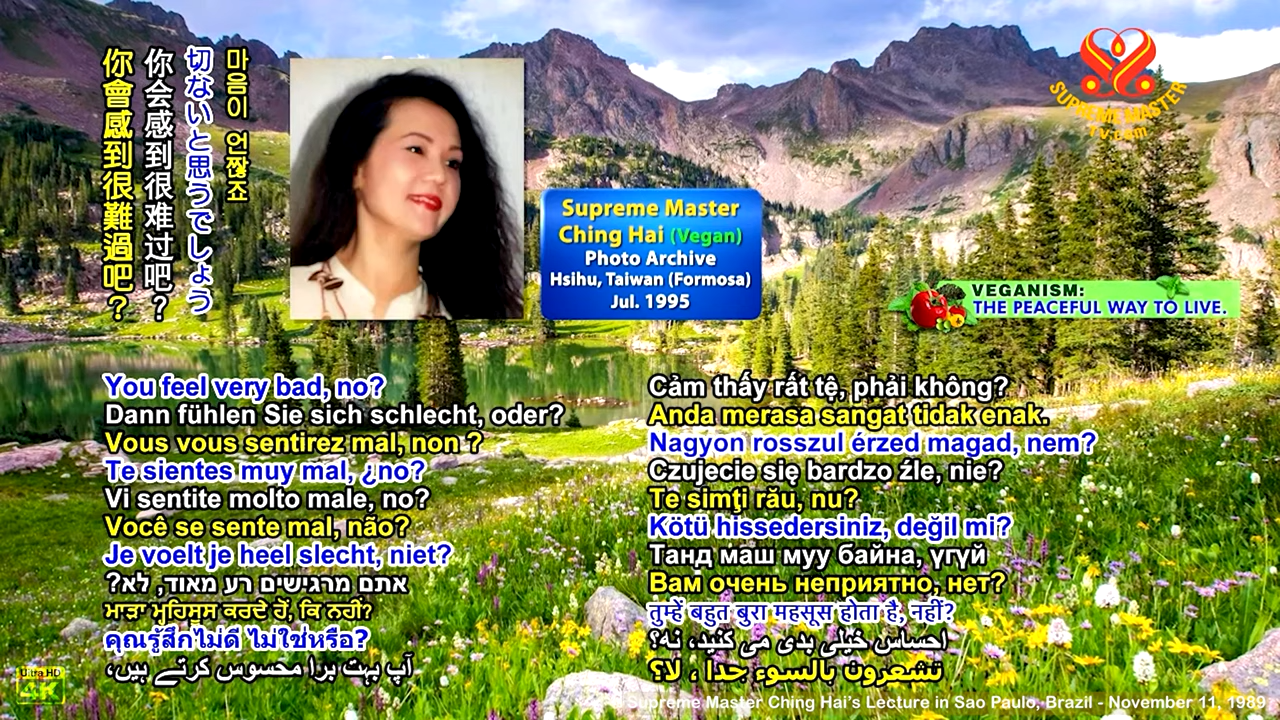 你會感到很難過吧？
你会感到很难过吧？
切ないと思うでしょう
마음이 언짢죠
SUPREME MASTER
TV.com
Supreme Master
Ching Hai (Vegan)
Photo Archive
Hsihu, Taiwan (Formosa)
Jul. 1995
VEGANISM:
THE PEACEFUL WAY TO LIVE.
You feel very bad, no?
Dann fühlen Sie sich schlecht, oder?
Vous vous sentirez mal, non ?
Te sientes muy mal, ¿no?
Vi sentite molto male, no?
Você se sente mal, não?
Je voelt je heel slecht, niet?
אתם מרגישים רע מאוד, לא?
ਮਾੜਾ ਮੁਹਿਸੂਸ ਕਰਦੇ ਹੋਂ, ਕਿ ਨਹੀਂ?
คุณรู้สึกไม่ดี ไม่ใช่หรือ?
آپ بہت برا محسوس کرتے ہیں،
Cảm thấy rất tệ, phải không?
Anda merasa sangat tidak enak.
Nagyon rosszul érzed magad, nem?
Czujecie się bardzo źle, nie?
Te simţi rău, nu?
Kötü hissedersiniz, değil mi?
Танд маш муу байна, үгүй
Вам очень неприятно, нет?
तुम्हें बहुत बुरा महसूस होता है, नहीं?
احساس خیلی بدی می کنید، نه؟
تشعرون بالسوء جدا ، لا؟
Ultra HD
4K
Supreme Master Ching Hai's Lecture in Sao Paulo, Brazil - November 11, 1989